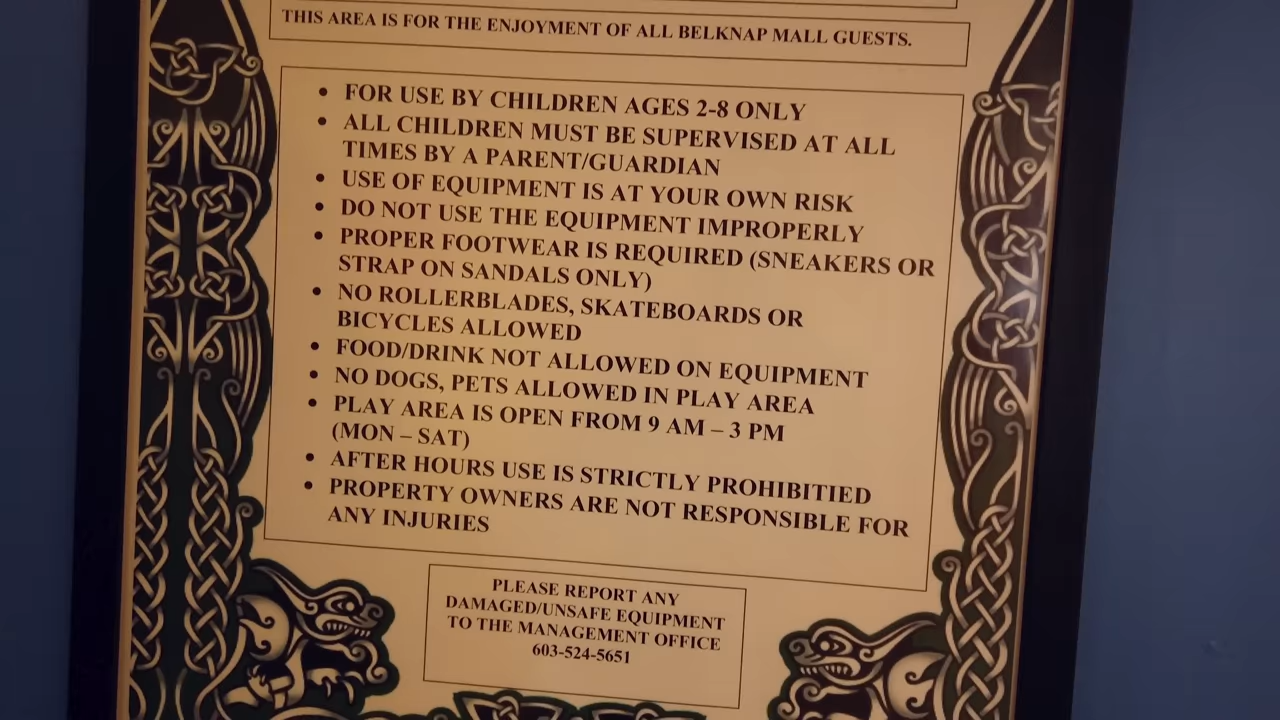 THIS AREA IS FOR THE ENJOYMENT OF ALL BELKNAP MALL GUESTS.
• FOR USE BY CHILDREN AGES 2-8 ONLY
• ALL CHILDREN MUST BE SUPERVISED AT ALL
TIMES BY A PARENT/GUARDIAN
• USE OF EQUIPMENT IS AT YOUR OWN RISK
• DO NOT USE THE EQUIPMENT IMPROPERLY
• PROPER FOOTWEAR IS REQUIRED (SNEAKERS OR
STRAP ON SANDALS ONLY)
• NO ROLLERBLADES, SKATEBOARDS OR
BICYCLES ALLOWED
• FOOD/DRINK NOT ALLOWED ON EQUIPMENT
• NO DOGS, PETS ALLOWED IN PLAY AREA
• PLAY AREA IS OPEN FROM 9 AM – 3 PM
(MON – SAT)
• AFTER HOURS USE IS STRICTLY PROHIBITIED
• PROPERTY OWNERS ARE NOT RESPONSIBLE FOR
ANY INJURIES
PLEASE REPORT ANY
DAMAGED/UNSAFE EQUIPMENT
TO THE MANAGEMENT OFFICE
603-524-5651